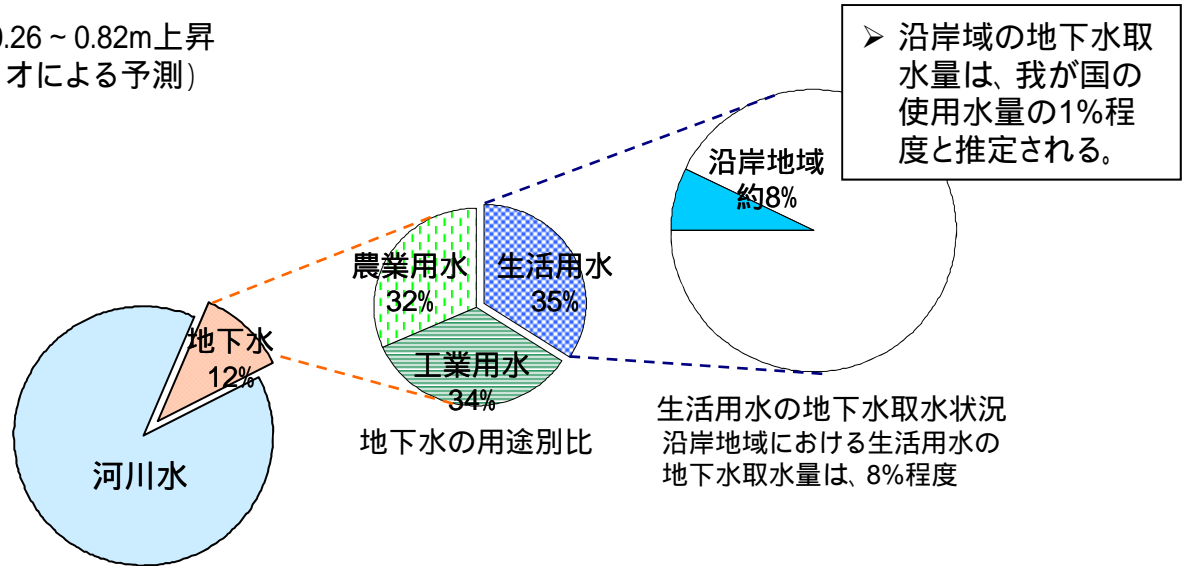 0.26~0.82m上昇
オによる予測)
➢ 沿岸域の地下水取
水量は、我が国の
使用水量の1%程
度と推定される。
沿岸地域
約8%
農業用水
32%
生活用水
35%
工業用水
34%
地下水
12%
河川水
地下水の用途別比
生活用水の地下水取水状況
沿岸地域における生活用水の
地下水取水量は、8%程度